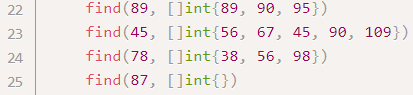 22 find(89, []int{89, 90, 95})
23 find(45, []int{56, 67, 45, 90, 109})
24 find(78, []int{38, 56, 98})
25 find(87, []int{})